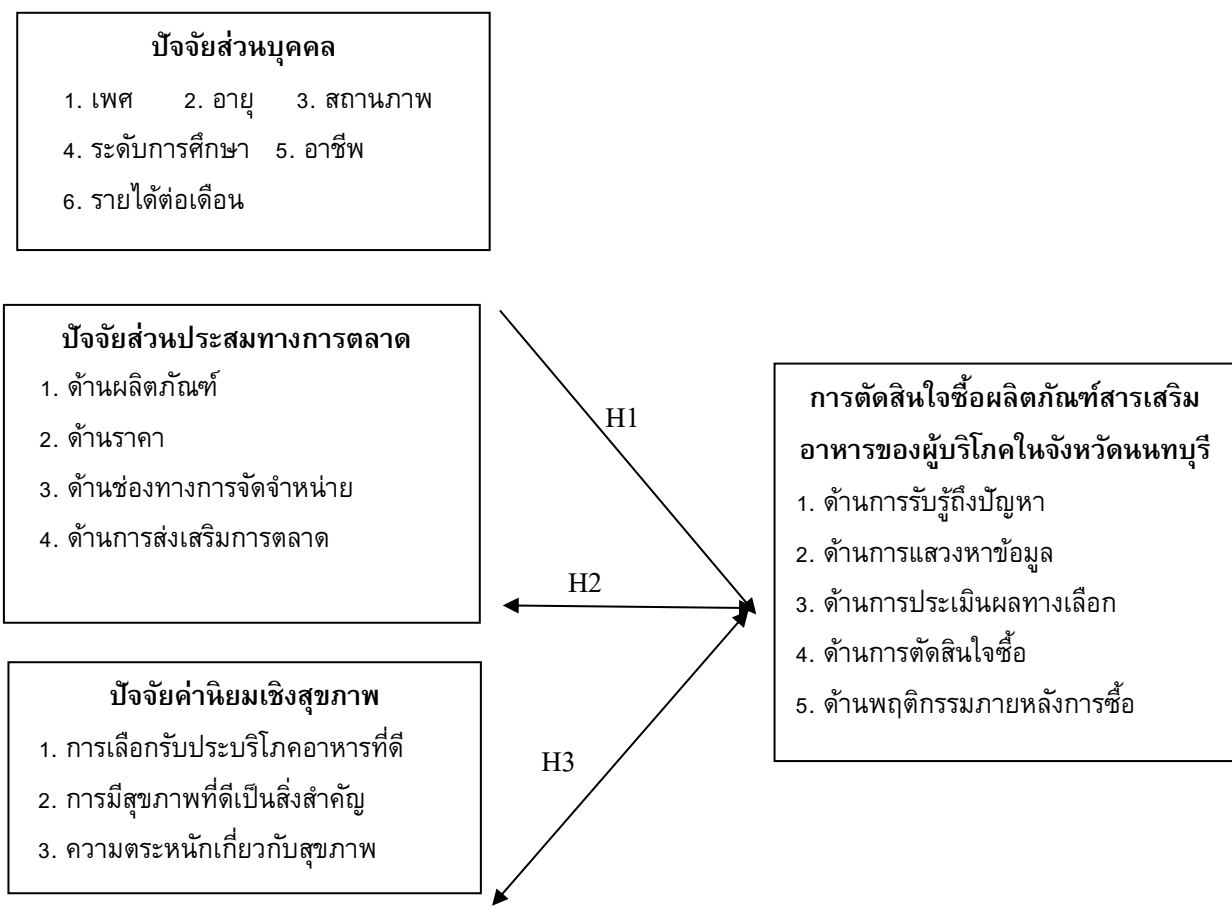 ปัจจัยส่วนบุคคล
1. เพศ 2. อายุ 3. สถานภาพ
4. ระดับการศึกษา 5. อาชีพ
6. รายได้ต่อเดือน
ปัจจัยส่วนประสมทางการตลาด
1. ด้านผลิตภัณฑ์
2. ด้านราคา
3. ด้านช่องทางการจัดจำหน่าย
4. ด้านการส่งเสริมการตลาด
ปัจจัยค่านิยมเชิงสุขภาพ
1. การเลือกรับประบริโภคอาหารที่ดี
2. การมีสุขภาพที่ดีเป็นสิ่งสำคัญ
3. ความตระหนักเกี่ยวกับสุขภาพ
H1
H2
H3
การตัดสินใจซื้อผลิตภัณฑ์สารเสริม
อาหารของผู้บริโภคในจังหวัดนนทบุรี
1. ด้านการรับรู้ถึงปัญหา
2. ด้านการแสวงหาข้อมูล
3. ด้านการประเมินผลทางเลือก
4. ด้านการตัดสินใจซื้อ
5. ด้านพฤติกรรมภายหลังการซื้อ